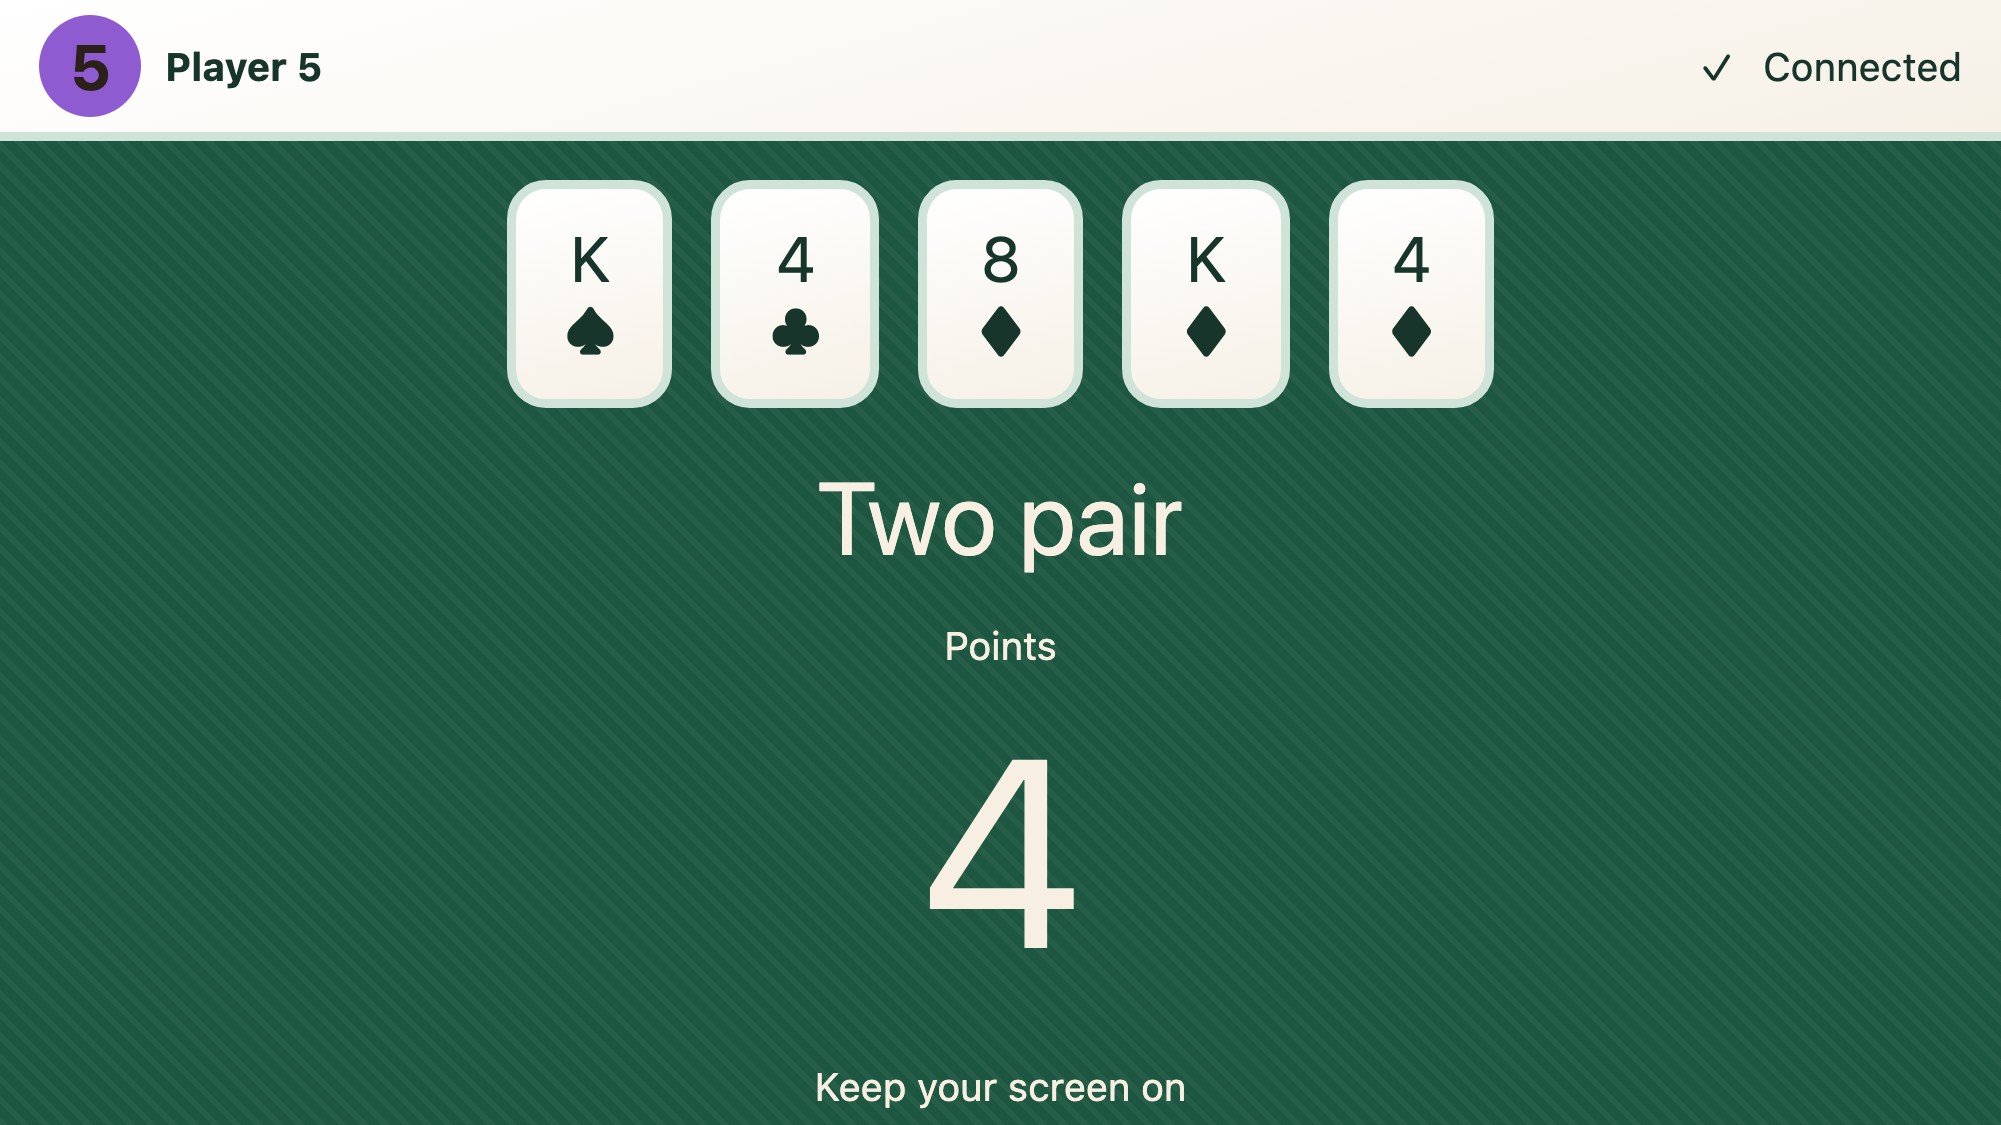 5 Player 5 ✓ Connected
K 4 8 K 4
♠ ♣ ♦ ♦ ♦
Two pair
Points
4
Keep your screen on